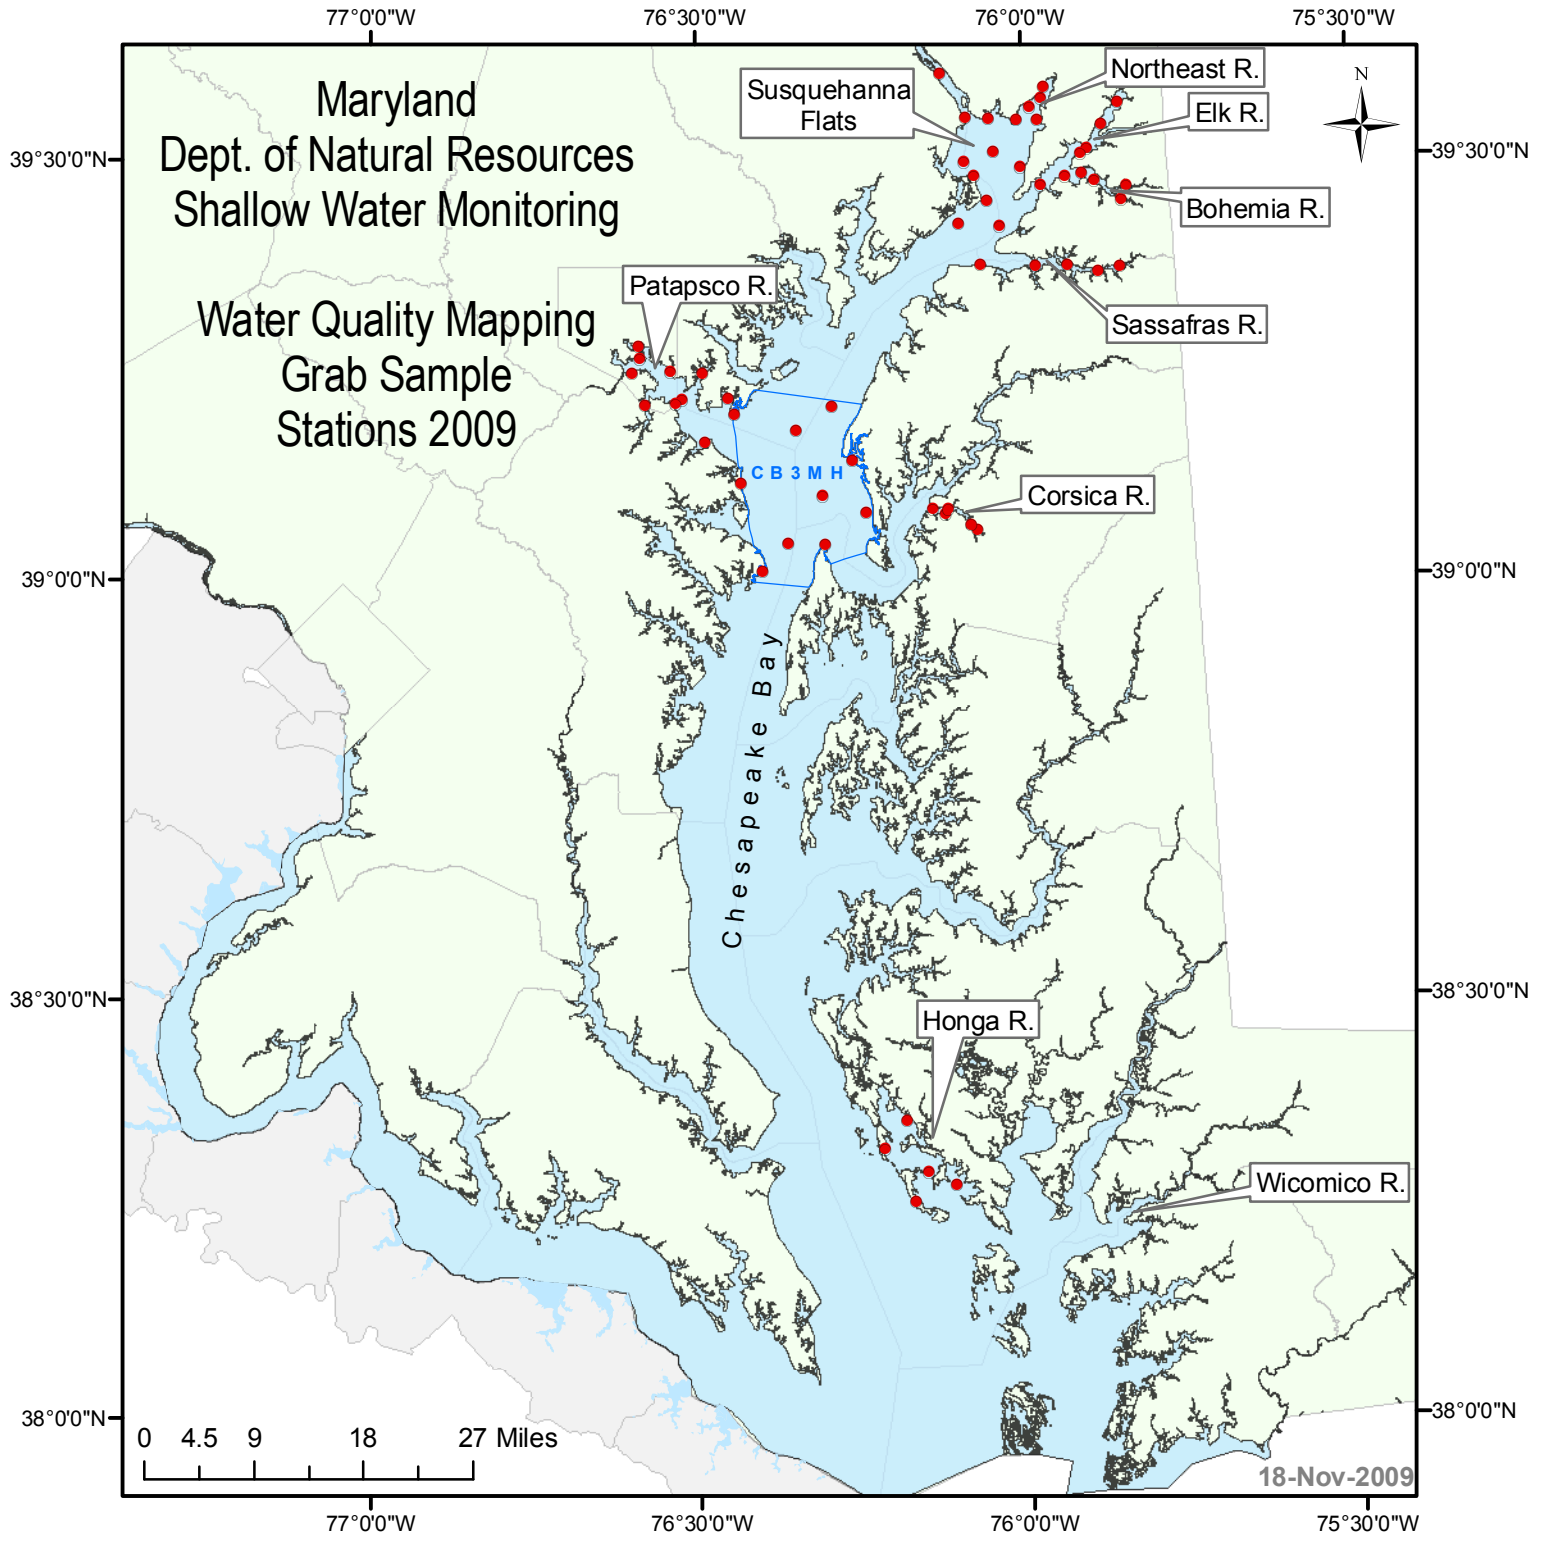 77°0'0"W
76°30'0"W
76°0'0"W
75°30'0"W
Maryland
Dept. of Natural Resources
Shallow Water Monitoring
Water Quality Mapping
Grab Sample
Stations 2009
Susquehanna
Flats
Northeast R.
Elk R.
N
39°30'0"N
39°30'0"N
Bohemia R.
Patapsco R.
Sassafras R.
CB3MH
Corsica R.
39°0'0"N
39°0'0"N
Chesapeake Bay
38°30'0"N
38°30'0"N
Honga R.
Wicomico R.
38°0'0"N
38°0'0"N
0 4.5 9 18 27 Miles
18-Nov-2009
77°0'0"W
76°30'0"W
76°0'0"W
75°30'0"W